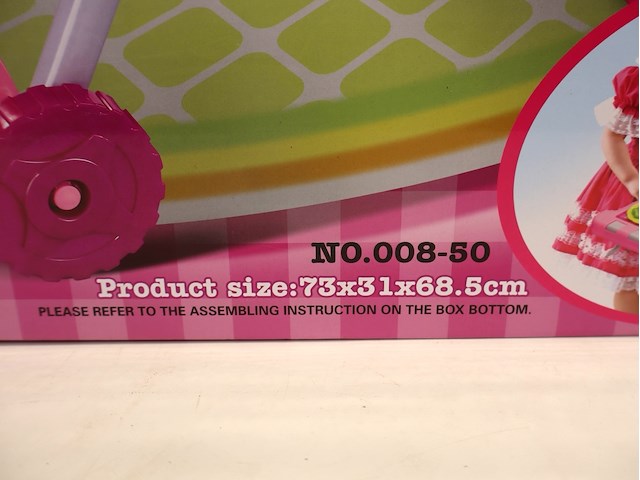 NO.008-50
Product size:73x31x68.5cm
PLEASE REFER TO THE ASSEMBLING INSTRUCTION ON THE BOX BOTTOM.